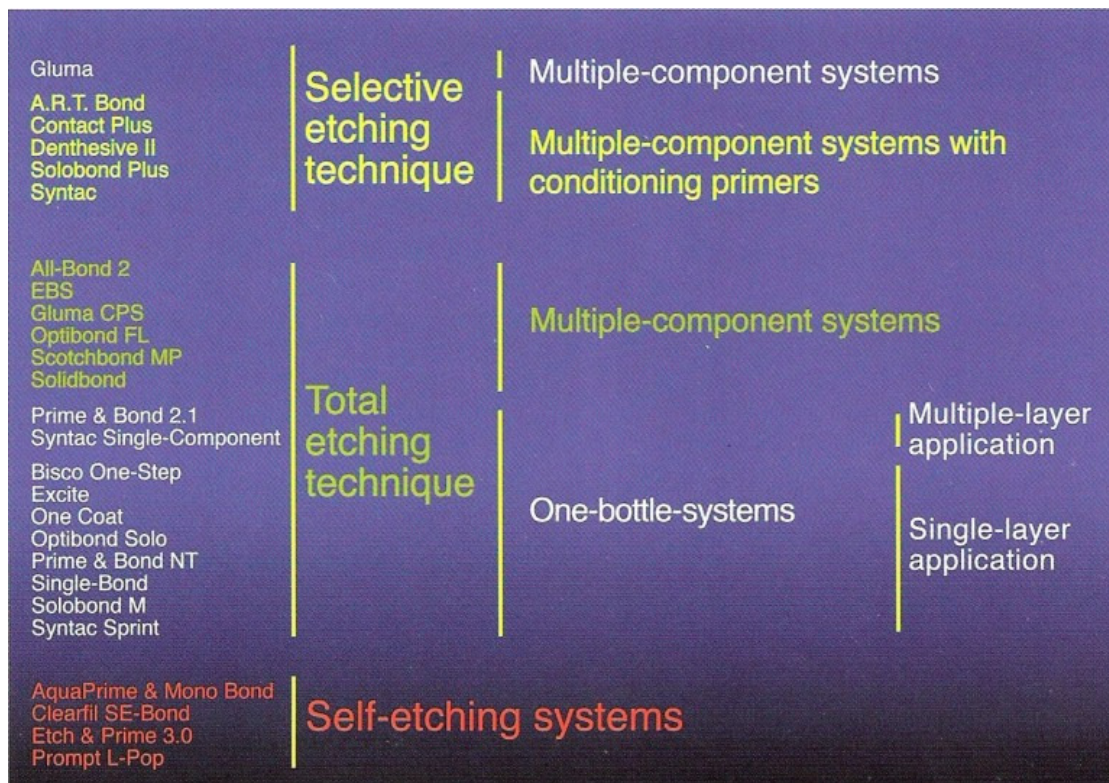 Gluma
A.R.T. Bond
Contact Plus
Denthesive II
Solobond Plus
Syntac
Selective
etching
technique
Multiple-component systems
Multiple-component systems with
conditioning primers
All-Bond 2
EBS
Gluma CPS
Optibond FL
Scotchbond MP
Solidbond
Prime & Bond 2.1
Syntac Single-Component
Bisco One-Step
Excite
One Coat
Optibond Solo
Prime & Bond NT
Single-Bond
Solobond M
Syntac Sprint
Total
etching
technique
Multiple-component systems
One-bottle-systems
Multiple-layer
application
Single-layer
application
AquaPrime & Mono Bond
Clearfil SE-Bond
Etch & Prime 3.0
Prompt L-Pop
Self-etching systems